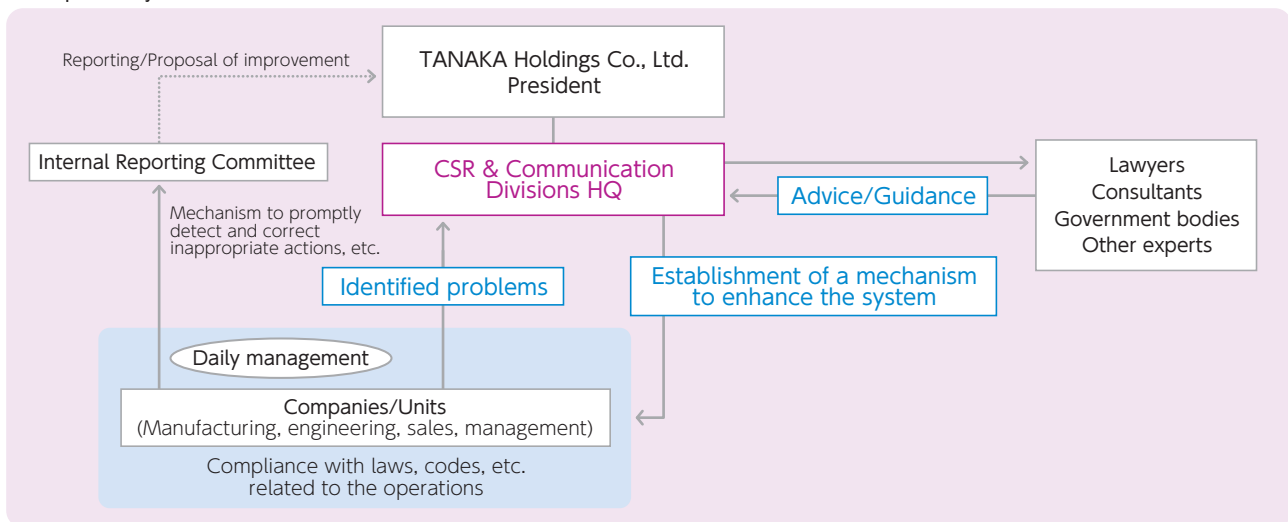 Reporting/Proposal of improvement
TANAKA Holdings Co., Ltd.
President
Internal Reporting Committee
CSR & Communication
Divisions HQ
Lawyers
Consultants
Government bodies
Other experts
Advice/Guidance
Mechanism to promptly
detect and correct
inappropriate actions, etc.
Identified problems
Establishment of a mechanism
to enhance the system
Daily management
Companies/Units
(Manufacturing, engineering, sales, management)
Compliance with laws, codes, etc.
related to the operations